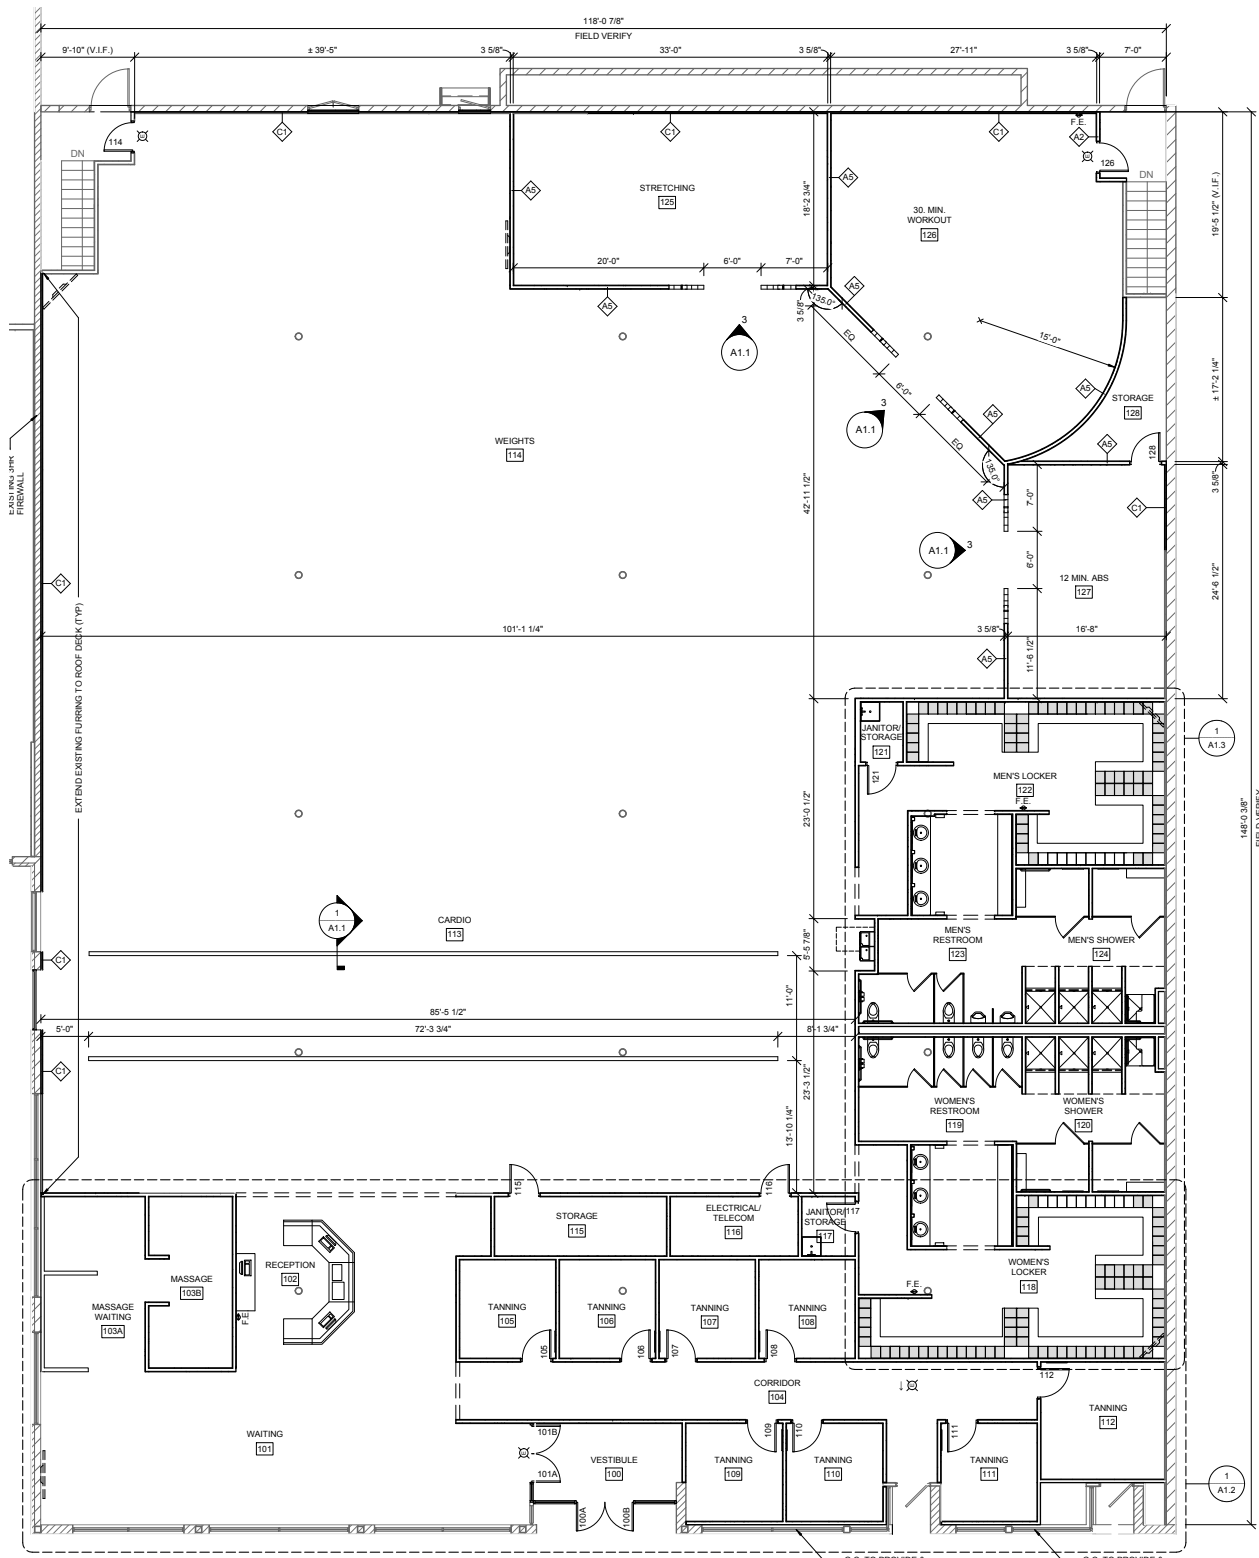 118'-0 7/8"
FIELD VERIFY
9'-10" (V.I.F.)
± 39'-5"
3 5/8"
33'-0"
3 5/8"
27'-11"
3 5/8"
7'-0"
114
DN
C1
C1
C1
F.E.
A2
126
DN
A5
STRETCHING
125
18'-2 3/4"
A5
30. MIN.
WORKOUT
126
19'-5 1/2" (V.I.F.)
20'-0"
6'-0"
7'-0"
A5
3 5/8"
135.0°
A5
3
A1.1
EQ
15'-0"
6'-0"
A5
± 17'-2 1/4"
3
A1.1
A5
STORAGE
128
EQ
A5
128
EXISTING 3HR
FIREWALL
WEIGHTS
114
135.0°
A5
7'-0"
3 5/8"
C1
42'-11 1/2"
A1.1
3
6'-0"
12 MIN. ABS
127
24'-6 1/2"
C1
EXTEND EXISTING FURRING TO ROOF DECK (TYP)
101'-1 1/4"
3 5/8"
16'-8"
A5
11'-6 1/2"
JANITOR/
STORAGE
121
121
1
A1.3
MEN'S LOCKER
122
F.E.
23'-0 1/2"
148'-0 3/8"
FIELD VERIFY
1
A1.1
CARDIO
113
C1
5'-5 7/8"
MEN'S
RESTROOM
123
MEN'S SHOWER
124
11'-0"
85'-5 1/2"
5'-0"
72'-3 3/4"
8'-1 3/4"
C1
23'-3 1/2"
13'-10 1/4"
WOMEN'S
RESTROOM
119
WOMEN'S
SHOWER
120
115
116
STORAGE
115
ELECTRICAL/
TELECOM
116
JANITOR/
STORAGE
117
117
RECEPTION
102
MASSAGE
103B
MASSAGE
WAITING
103A
F.E.
F.E.
WOMEN'S
LOCKER
118
TANNING
105
TANNING
106
TANNING
107
TANNING
108
105
106
107
108
CORRIDOR
104
112
TANNING
112
WAITING
101
101B
101A
VESTIBULE
100
109
110
111
TANNING
109
TANNING
110
TANNING
111
100A
100B
1
A1.2